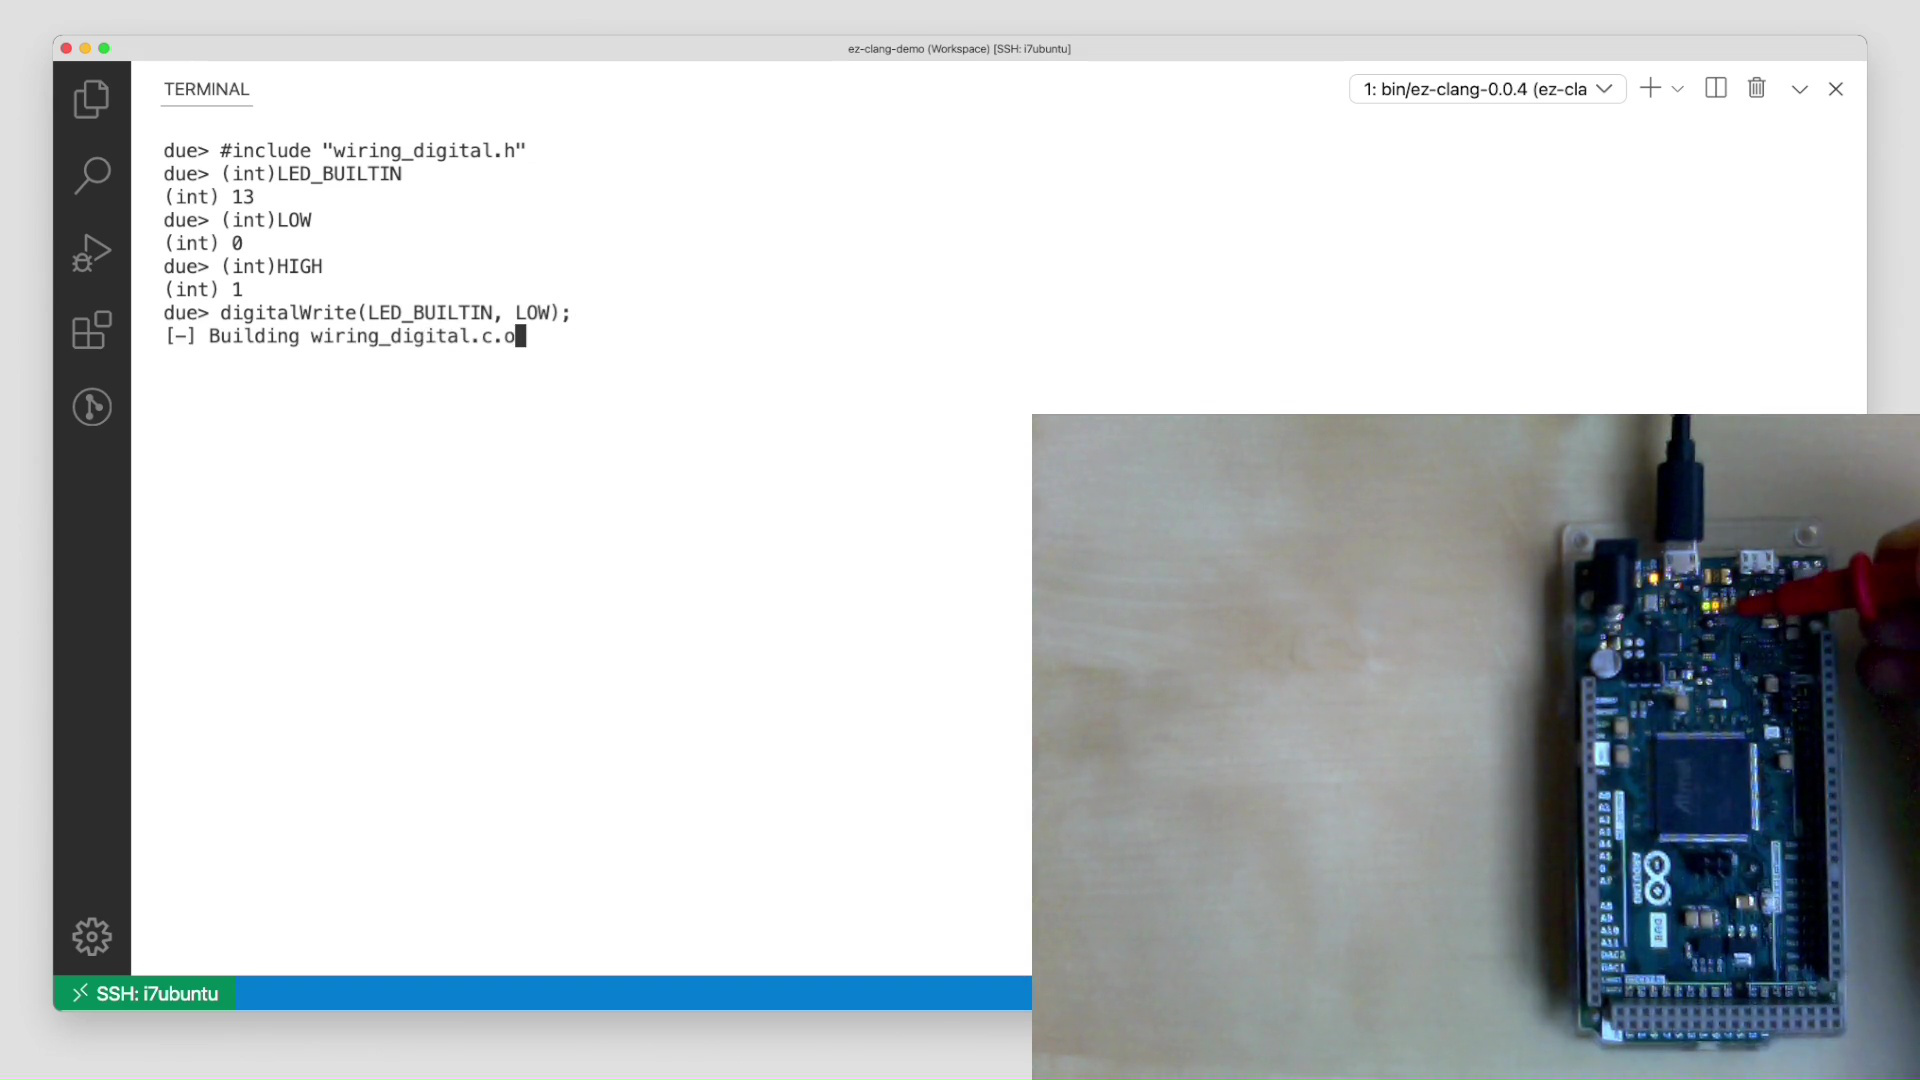 ez-clang-demo (Workspace) [SSH: i7ubuntu]
TERMINAL
1: bin/ez-clang-0.0.4 (ez-cla
due> #include "wiring_digital.h"
due> (int)LED_BUILTIN
(int) 13
due> (int)LOW
(int) 0
due> (int)HIGH
(int) 1
due> digitalWrite(LED_BUILTIN, LOW);
[-] Building wiring_digital.c.o
SSH: i7ubuntu
ARDUINO
DUE